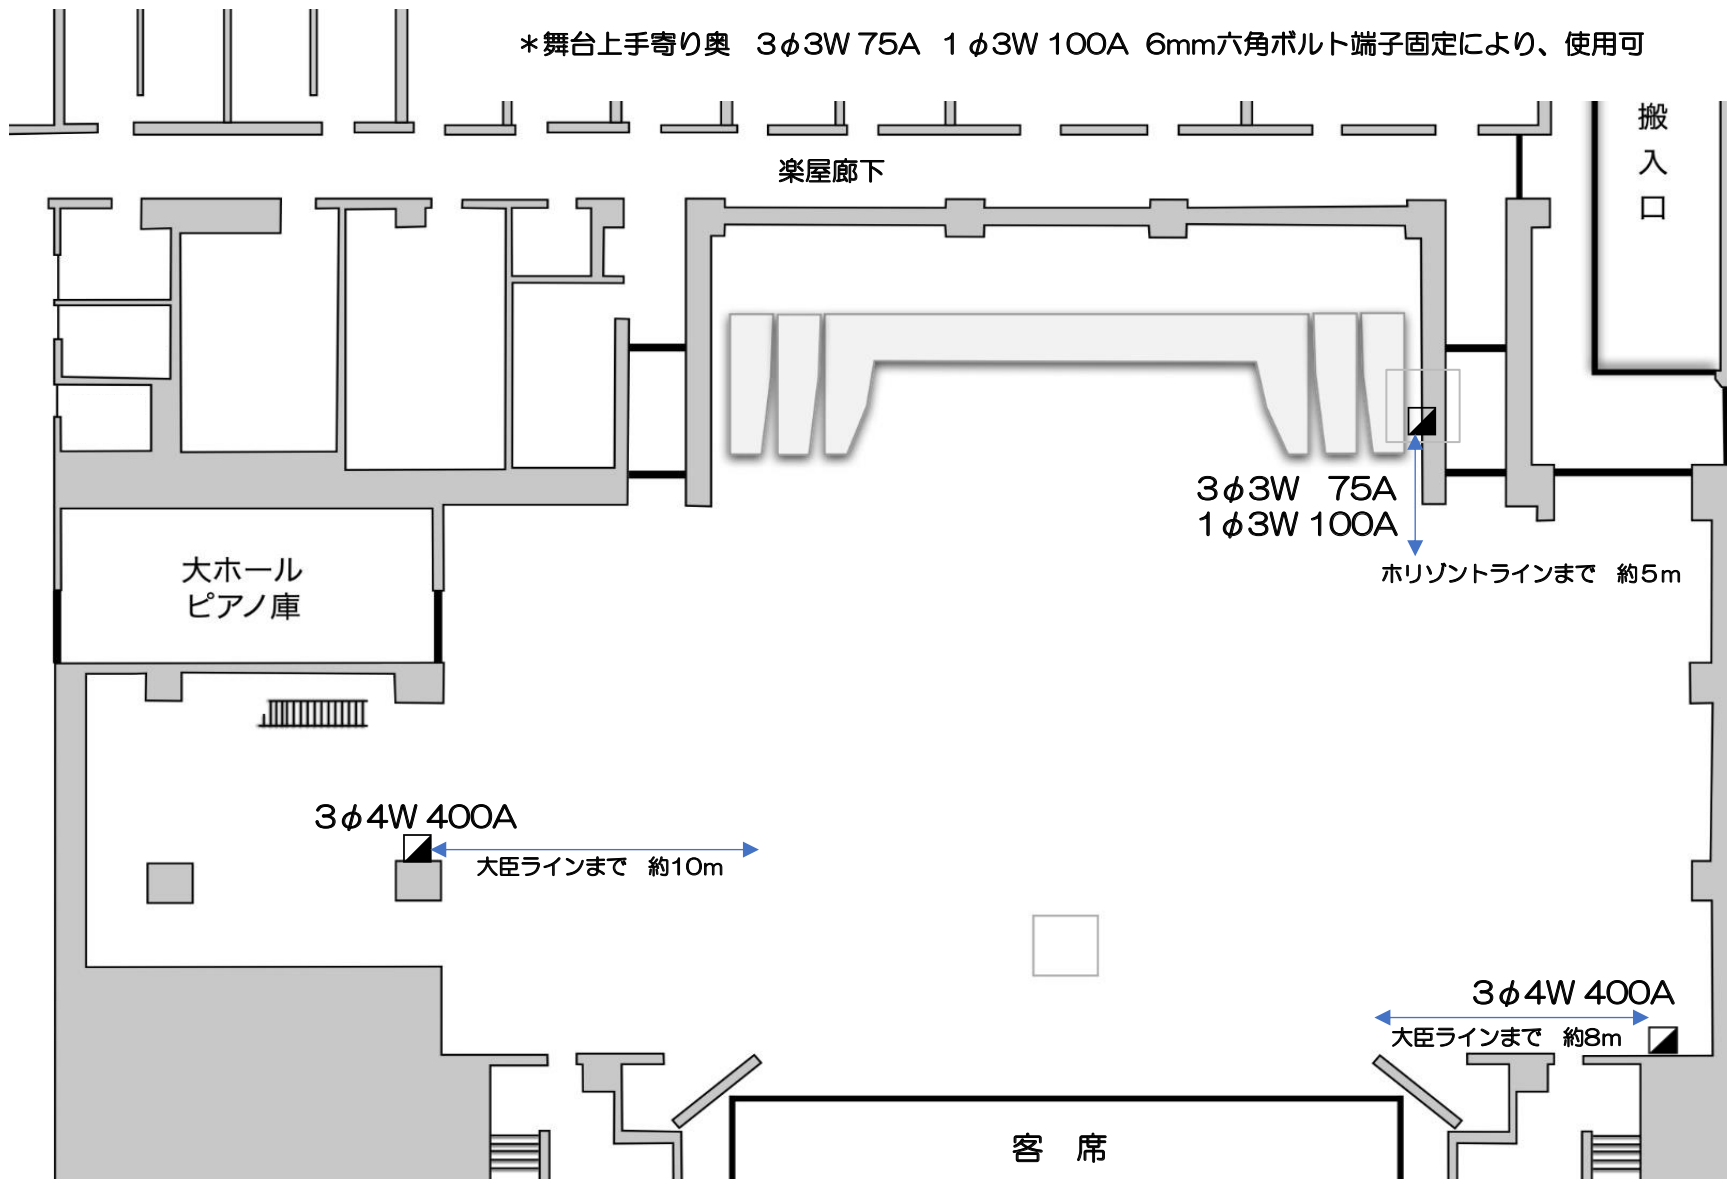 ＊舞台上手寄り奥　3φ3W 75A　1φ3W 100A　6mm六角ボルト端子固定により、使用可
搬入口
楽屋廊下
3φ3W　75A
1φ3W 100A
ホリゾントラインまで　約5m
大ホール
ピアノ庫
3φ4W 400A
大臣ラインまで　約10m
3φ4W 400A
大臣ラインまで　約8m
客　席